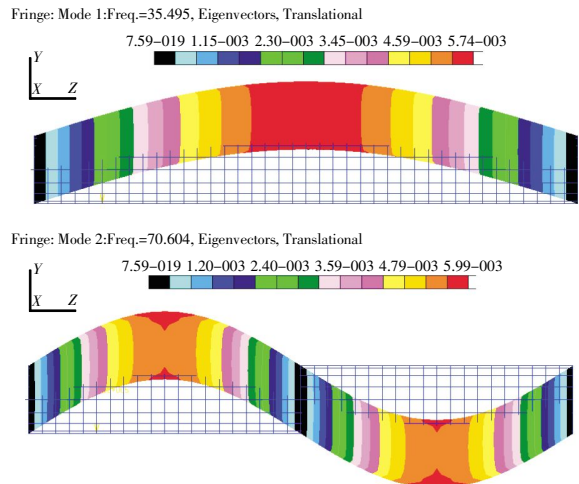 Fringe: Mode 1:Freq.=35.495, Eigenvectors, Translational
7.59–019 1.15–003 2.30–003 3.45–003 4.59–003 5.74–003
Y
X Z
Fringe: Mode 2:Freq.=70.604, Eigenvectors, Translational
7.59–019 1.20–003 2.40–003 3.59–003 4.79–003 5.99–003
Y
X Z